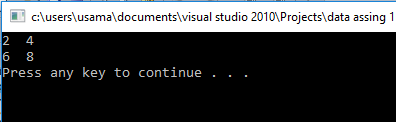 c:\users\usama\documents\visual studio 2010\Projects\data assing 1
2  4
6  8
Press any key to continue . . .